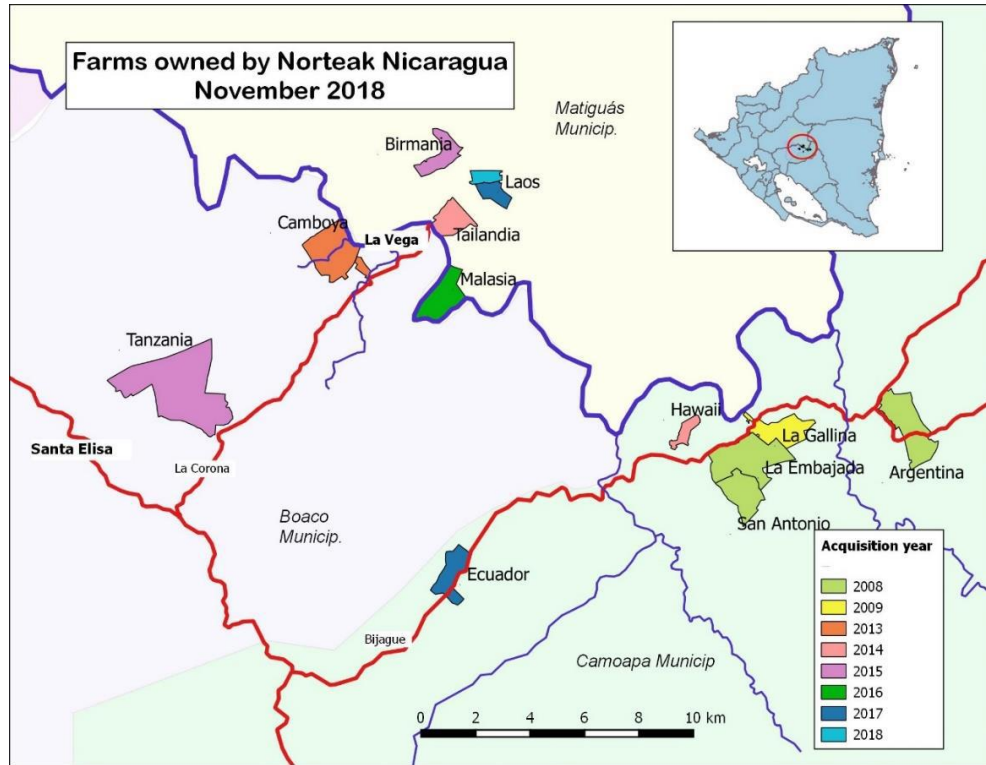 Farms owned by Norteak Nicaragua
November 2018
Matiguás
Municip.
Birmania
Laos
Camboya
La Vega
Tailandia
Malasia
Tanzania
Hawaii
La Gallina
Santa Elisa
La Corona
La Embajada
Argentina
San Antonio
Boaco
Municip.
Ecuador
Bijague
Camoapa Municip
Acquisition year
2008
2009
2013
2014
2015
2016
2017
2018
0 2 4 6 8 10 km